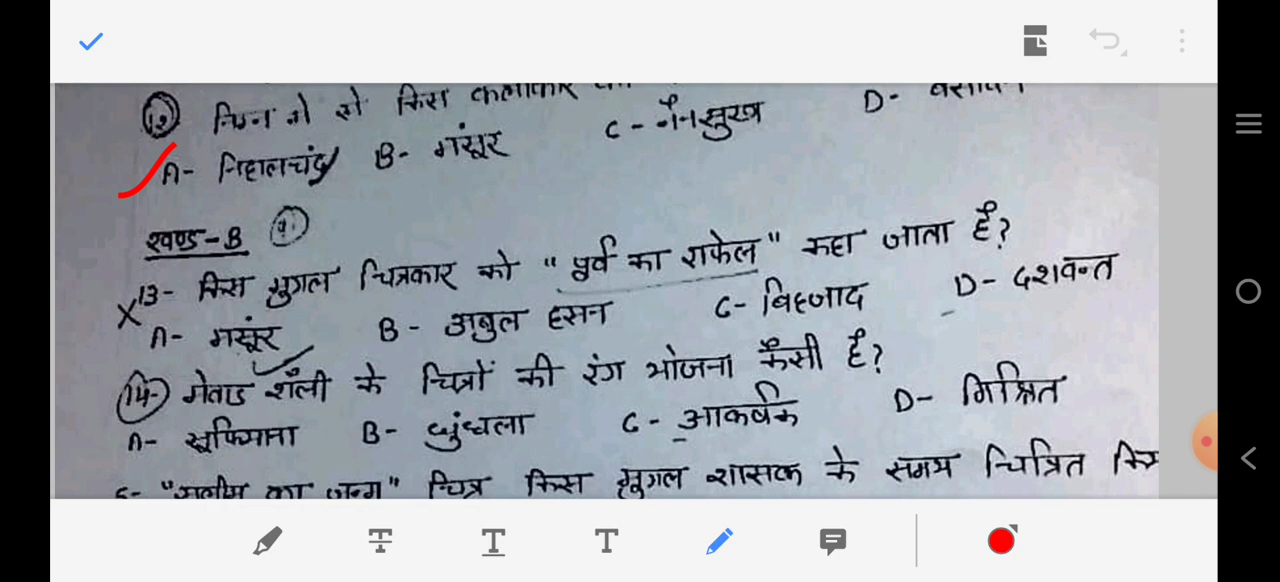 12 किस कलाकार
A- निहालचंद्र B- मंसूर C- नैनसुख D-
खण्ड-B
13- किस मुगल चित्रकार को "पूर्व का राफेल" कहा जाता है?
A- मंसूर B- अबुल हसन C- बिहजाद D- दशवन्त
14- मेवाड शैली के चित्रों की रंग योजना कैसी है?
A- सूफियाना B- धुंधला C- आकर्षक D- मिश्रित
"सलीम का जन्म" चित्र किस मुगल शासक के समय चित्रित
T T T